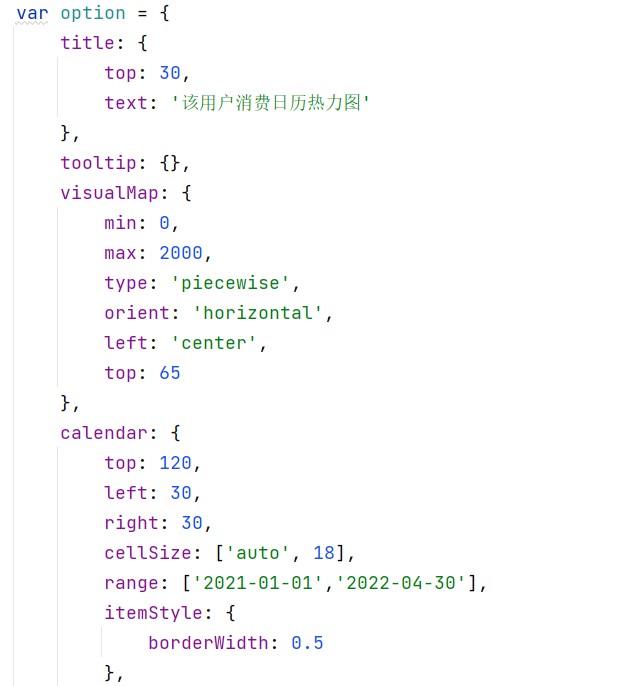 var option = {
    title: {
        top: 30,
        text: '该用户消费日历热力图'
    },
    tooltip: {},
    visualMap: {
        min: 0,
        max: 2000,
        type: 'piecewise',
        orient: 'horizontal',
        left: 'center',
        top: 65
    },
    calendar: {
        top: 120,
        left: 30,
        right: 30,
        cellSize: ['auto', 18],
        range: ['2021-01-01','2022-04-30'],
        itemStyle: {
            borderWidth: 0.5
        },